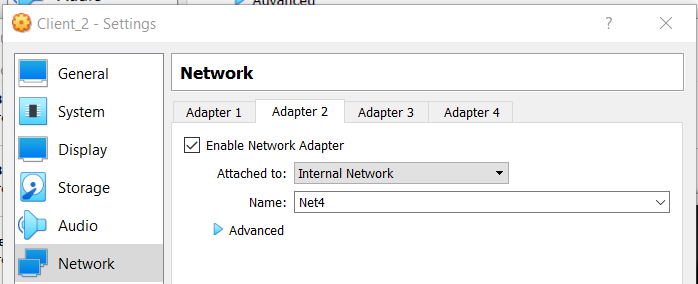 Advanced
Client_2 - Settings
?
General
System
Display
Storage
Audio
Network
Network
Adapter 1
Adapter 2
Adapter 3
Adapter 4
Enable Network Adapter
Attached to: Internal Network
Name: Net4
Advanced